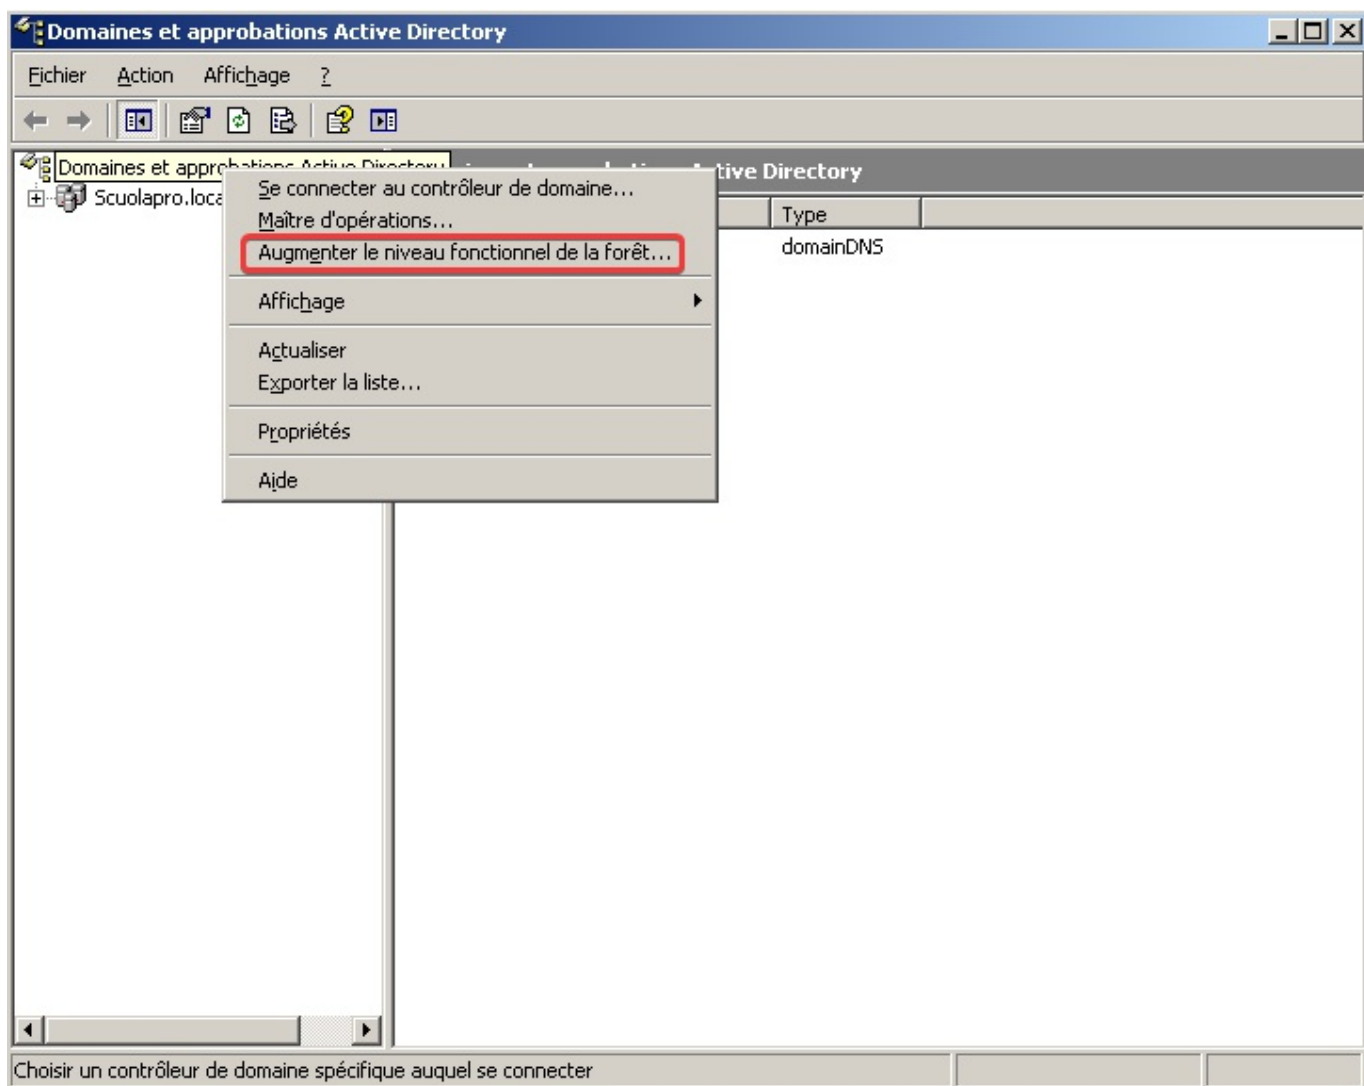 Domaines et approbations Active Directory
Fichier Action Affichage ?
Domaines et approbations Active Directory
tive Directory
Scuolapro.loca
Type
domainDNS
Se connecter au contrôleur de domaine...
Maître d'opérations...
Augmenter le niveau fonctionnel de la forêt...
Affichage
Actualiser
Exporter la liste...
Propriétés
Aide
Choisir un contrôleur de domaine spécifique auquel se connecter